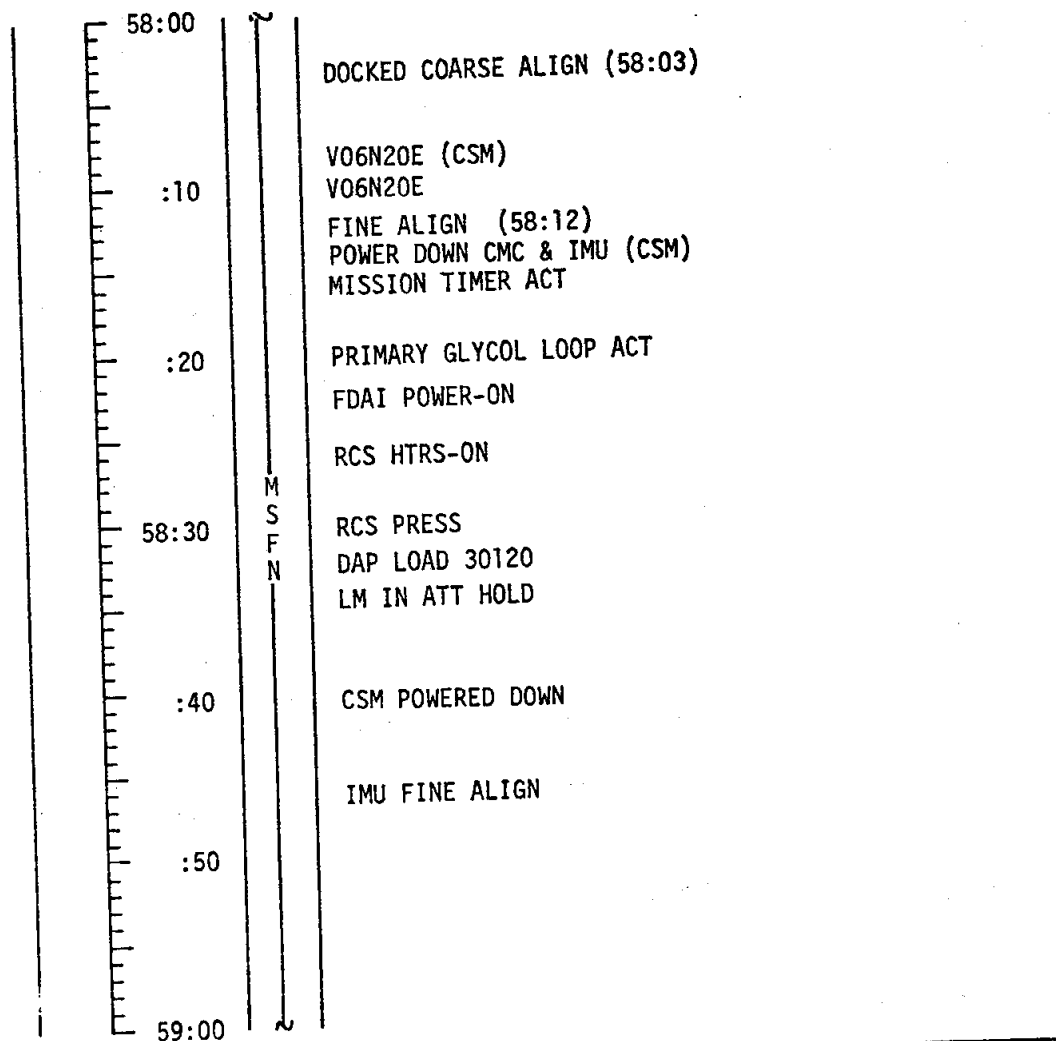 58:00
DOCKED COARSE ALIGN (58:03)
V06N20E (CSM)
:10 V06N20E
FINE ALIGN (58:12)
POWER DOWN CMC & IMU (CSM)
MISSION TIMER ACT
:20 PRIMARY GLYCOL LOOP ACT
FDAI POWER-ON
RCS HTRS-ON
MSFN
58:30 RCS PRESS
DAP LOAD 30120
LM IN ATT HOLD
:40 CSM POWERED DOWN
IMU FINE ALIGN
:50
59:00